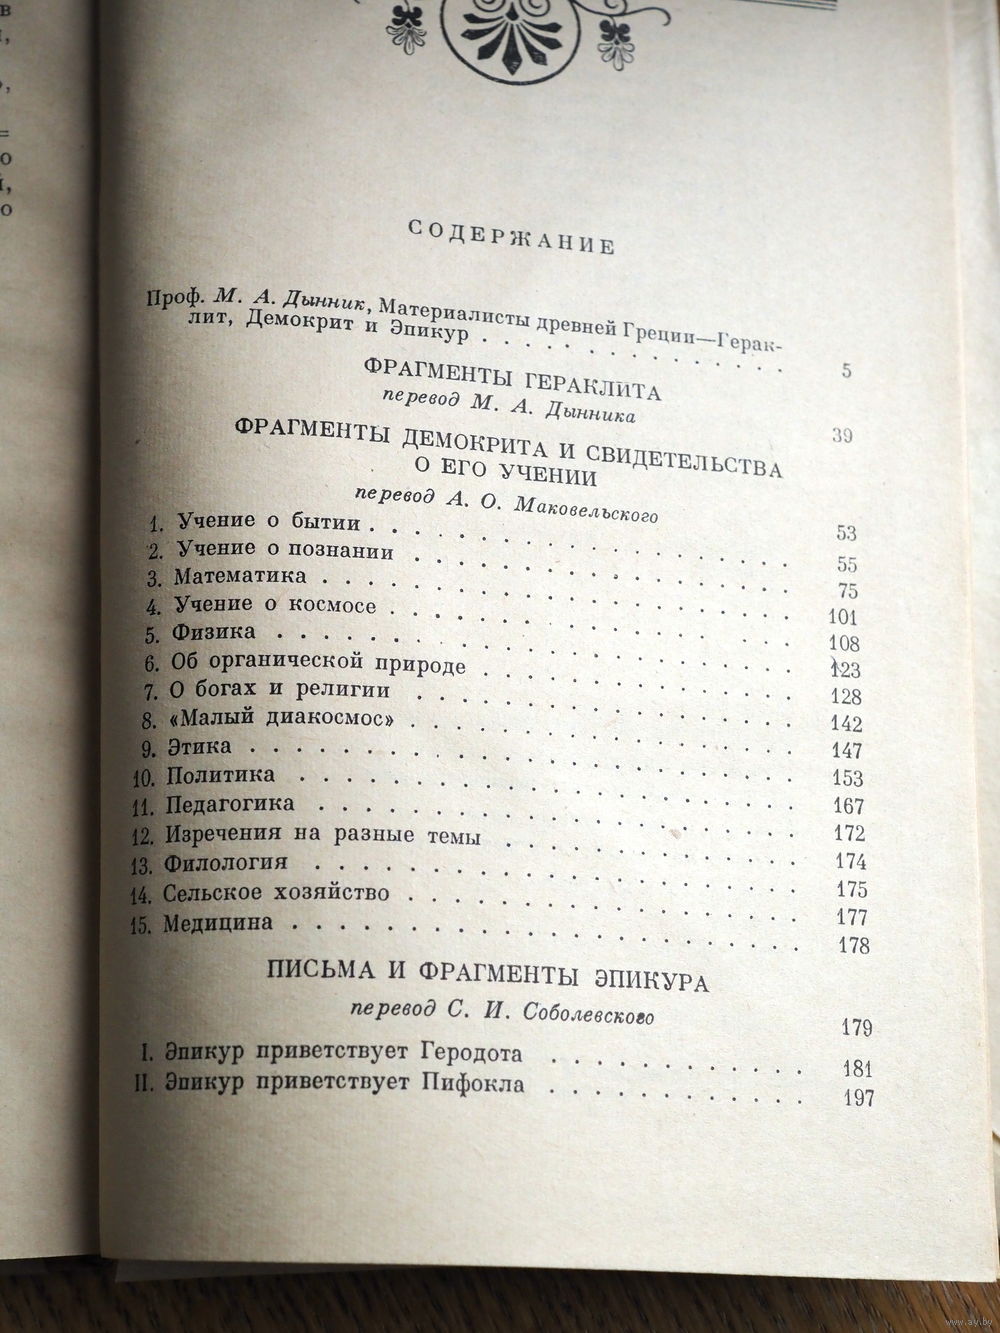 СОДЕРЖАНИЕ
Проф. М. А. Дынник, Материалисты древней Греции—Герак-
лит, Демокрит и Эпикур . . . . . . . . . . . . . . 5
ФРАГМЕНТЫ ГЕРАКЛИТА
перевод М. А. Дынника
39
ФРАГМЕНТЫ ДЕМОКРИТА И СВИДЕТЕЛЬСТВА
О ЕГО УЧЕНИИ
перевод А. О. Маковельского
53
1. Учение о бытии . . . . . . . . . . . . . . 55
2. Учение о познании . . . . . . . . . . . . . . 75
3. Математика . . . . . . . . . . . . . . 101
4. Учение о космосе . . . . . . . . . . . . . . 108
5. Физика . . . . . . . . . . . . . . 123
6. Об органической природе . . . . . . . . . . . . . . 128
7. О богах и религии . . . . . . . . . . . . . . 142
8. «Малый диакосмос» . . . . . . . . . . . . . . 147
9. Этика . . . . . . . . . . . . . . 153
10. Политика . . . . . . . . . . . . . . 167
11. Педагогика . . . . . . . . . . . . . . 172
12. Изречения на разные темы . . . . . . . . . . . . . . 174
13. Филология . . . . . . . . . . . . . . 175
14. Сельское хозяйство . . . . . . . . . . . . . . 177
15. Медицина . . . . . . . . . . . . . . 178
ПИСЬМА И ФРАГМЕНТЫ ЭПИКУРА
перевод С. И. Соболевского
179
I. Эпикур приветствует Геродота . . . . . . . . . . . 181
II. Эпикур приветствует Пифокла . . . . . . . . . . . 197
www.ay.by